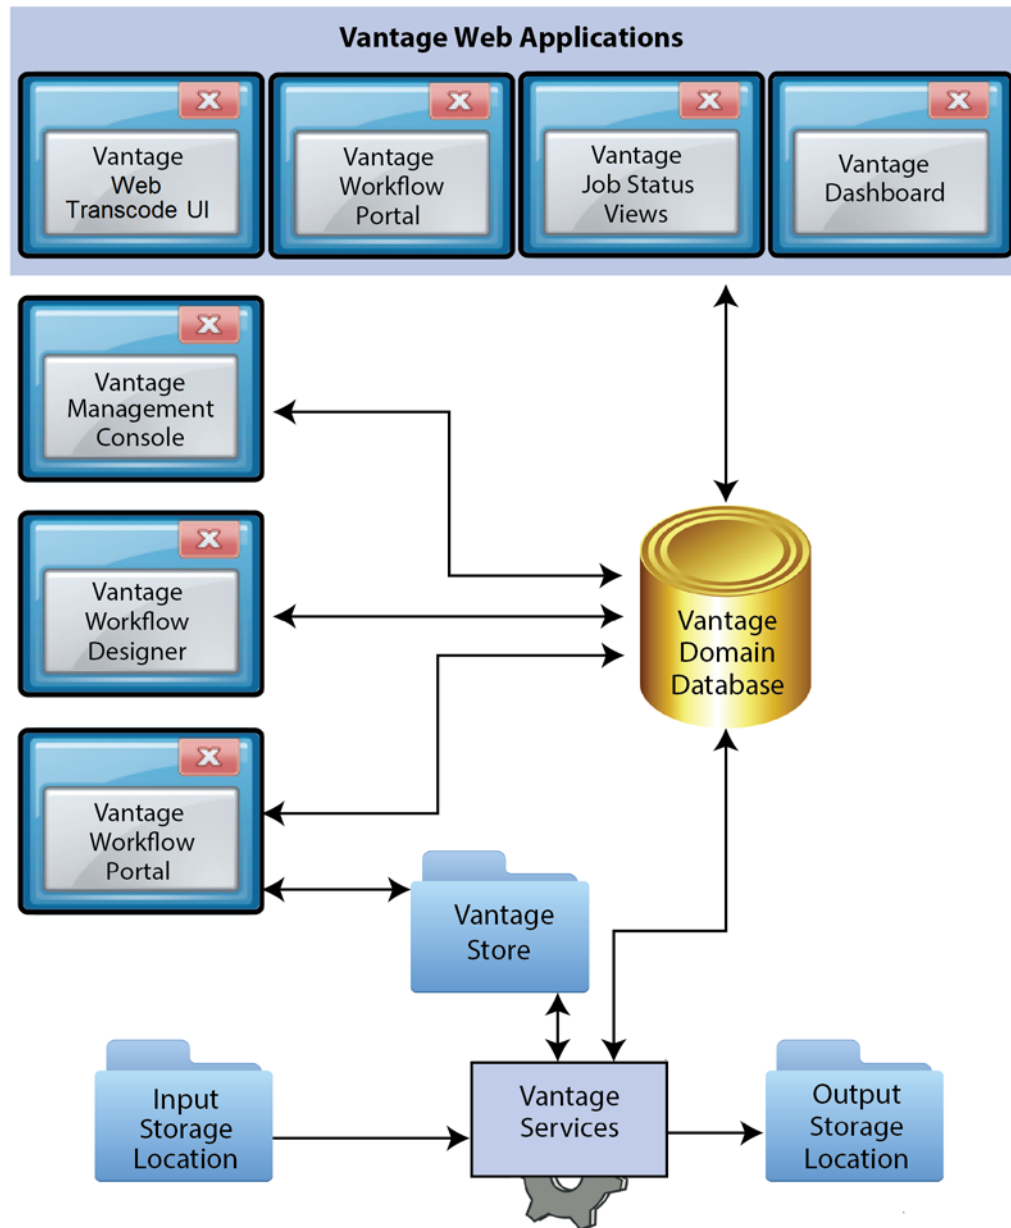 Vantage Web Applications
Vantage
Web
Transcode UI
Vantage
Workflow
Portal
Vantage
Job Status
Views
Vantage
Dashboard
Vantage
Management
Console
Vantage
Workflow
Designer
Vantage
Domain
Database
Vantage
Workflow
Portal
Vantage
Store
Input
Storage
Location
Vantage
Services
Output
Storage
Location